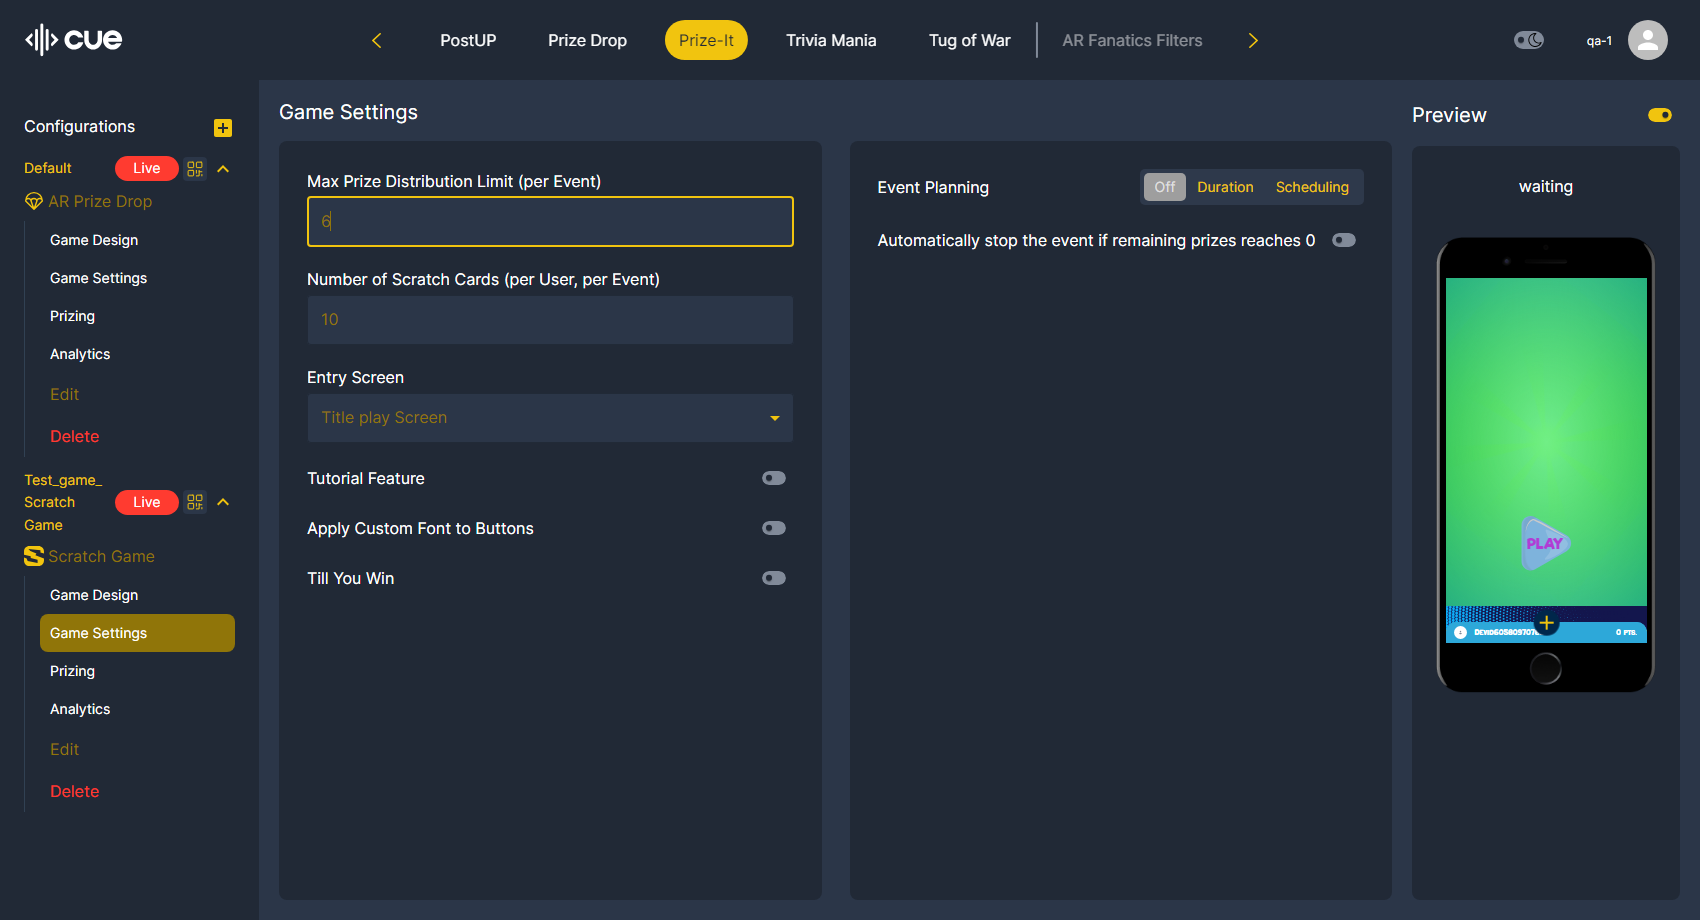 cue
PostUP
Prize Drop
Prize-It
Trivia Mania
Tug of War
AR Fanatics Filters
qa-1
Configurations
Default
Live
AR Prize Drop
Game Design
Game Settings
Prizing
Analytics
Edit
Delete
Test_game_
Scratch
Game
Live
Scratch Game
Game Design
Game Settings
Prizing
Analytics
Edit
Delete
Game Settings
Max Prize Distribution Limit (per Event)
6
Number of Scratch Cards (per User, per Event)
10
Entry Screen
Title play Screen
Tutorial Feature
Apply Custom Font to Buttons
Till You Win
Event Planning
Off
Duration
Scheduling
Automatically stop the event if remaining prizes reaches 0
Preview
waiting
PLAY
0 PTS.